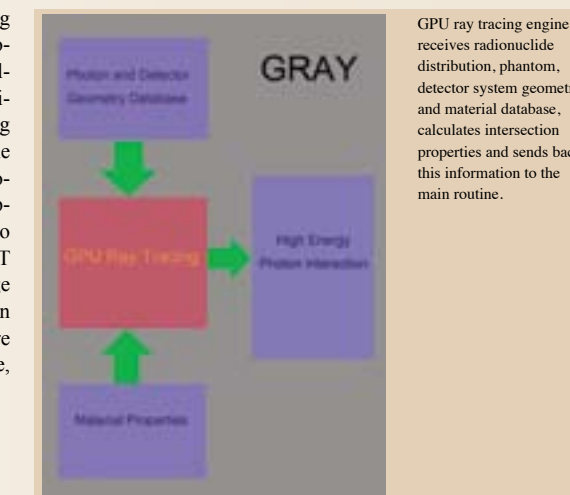 g
o-
l-
i-
g
e
o-
o-
o
T
e
n
e
e,
GRAY
Photon and Detector
Geometry Database
GPU Ray Tracing
High Energy
Photon Interaction
Material Properties
GPU ray tracing engine
receives radionuclide
distribution, phantom,
detector system geomet
and material database,
calculates intersection
properties and sends bac
this information to the
main routine.